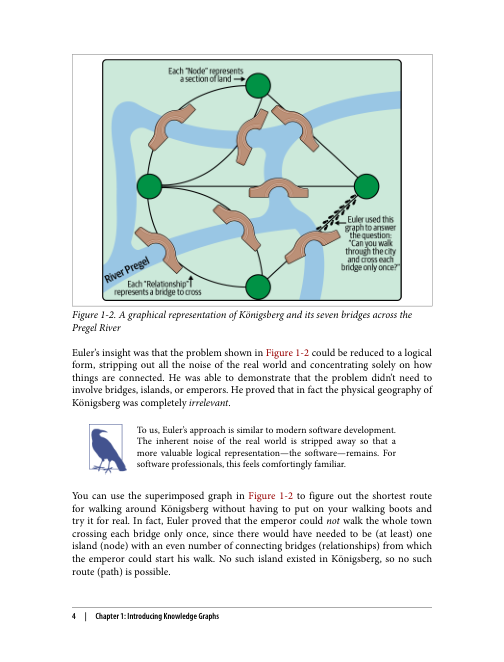 Each "Node" represents
a section of land
Euler used this
graph to answer
the question:
"Can you walk
through the city
and cross each
bridge only once?"
River Pregel
Each "Relationship"
represents a bridge to cross
Figure 1-2. A graphical representation of Königsberg and its seven bridges across the
Pregel River
Euler's insight was that the problem shown in Figure 1-2 could be reduced to a logical
form, stripping out all the noise of the real world and concentrating solely on how
things are connected. He was able to demonstrate that the problem didn't need to
involve bridges, islands, or emperors. He proved that in fact the physical geography of
Königsberg was completely irrelevant.
To us, Euler's approach is similar to modern software development.
The inherent noise of the real world is stripped away so that a
more valuable logical representation—the software—remains. For
software professionals, this feels comfortingly familiar.
You can use the superimposed graph in Figure 1-2 to figure out the shortest route
for walking around Königsberg without having to put on your walking boots and
try it for real. In fact, Euler proved that the emperor could not walk the whole town
crossing each bridge only once, since there would have needed to be (at least) one
island (node) with an even number of connecting bridges (relationships) from which
the emperor could start his walk. No such island existed in Königsberg, so no such
route (path) is possible.
4 | Chapter 1: Introducing Knowledge Graphs